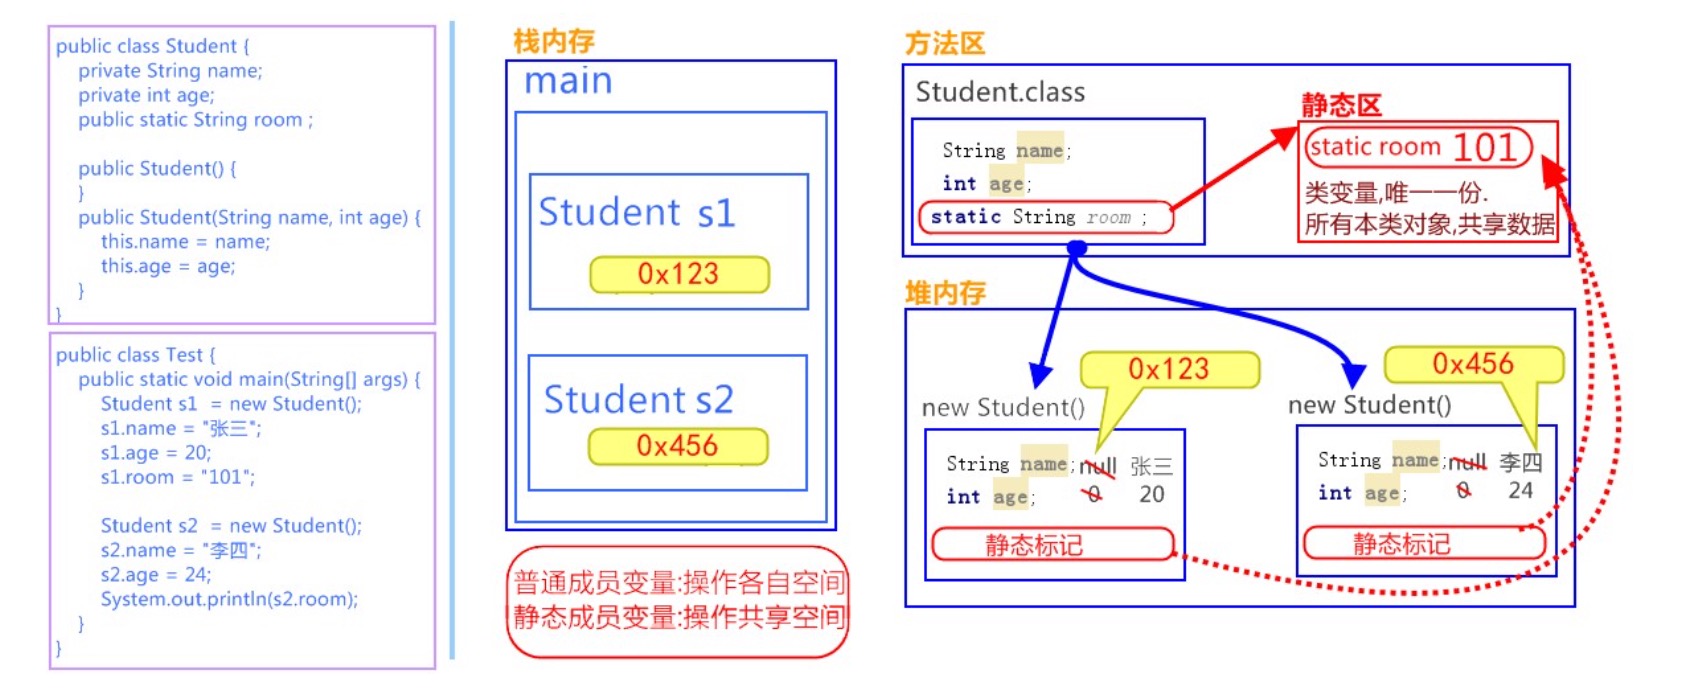 public class Student {
private String name;
private int age;
public static String room ;
public Student() {
}
public Student(String name, int age) {
this.name = name;
this.age = age;
}
}
public class Test {
public static void main(String[] args) {
Student s1 = new Student();
s1.name = "张三";
s1.age = 20;
s1.room = "101";
Student s2 = new Student();
s2.name = "李四";
s2.age = 24;
System.out.println(s2.room);
}
}
栈内存
main
Student s1
0x123
Student s2
0x456
普通成员变量:操作各自空间
静态成员变量:操作共享空间
方法区
Student.class
String name;
int age;
static String room ;
静态区
static room 101
类变量,唯一一份.
所有本类对象,共享数据
堆内存
0x123
new Student()
String name; null 张三
int age; 0 20
静态标记
0x456
new Student()
String name; null 李四
int age; 0 24
静态标记